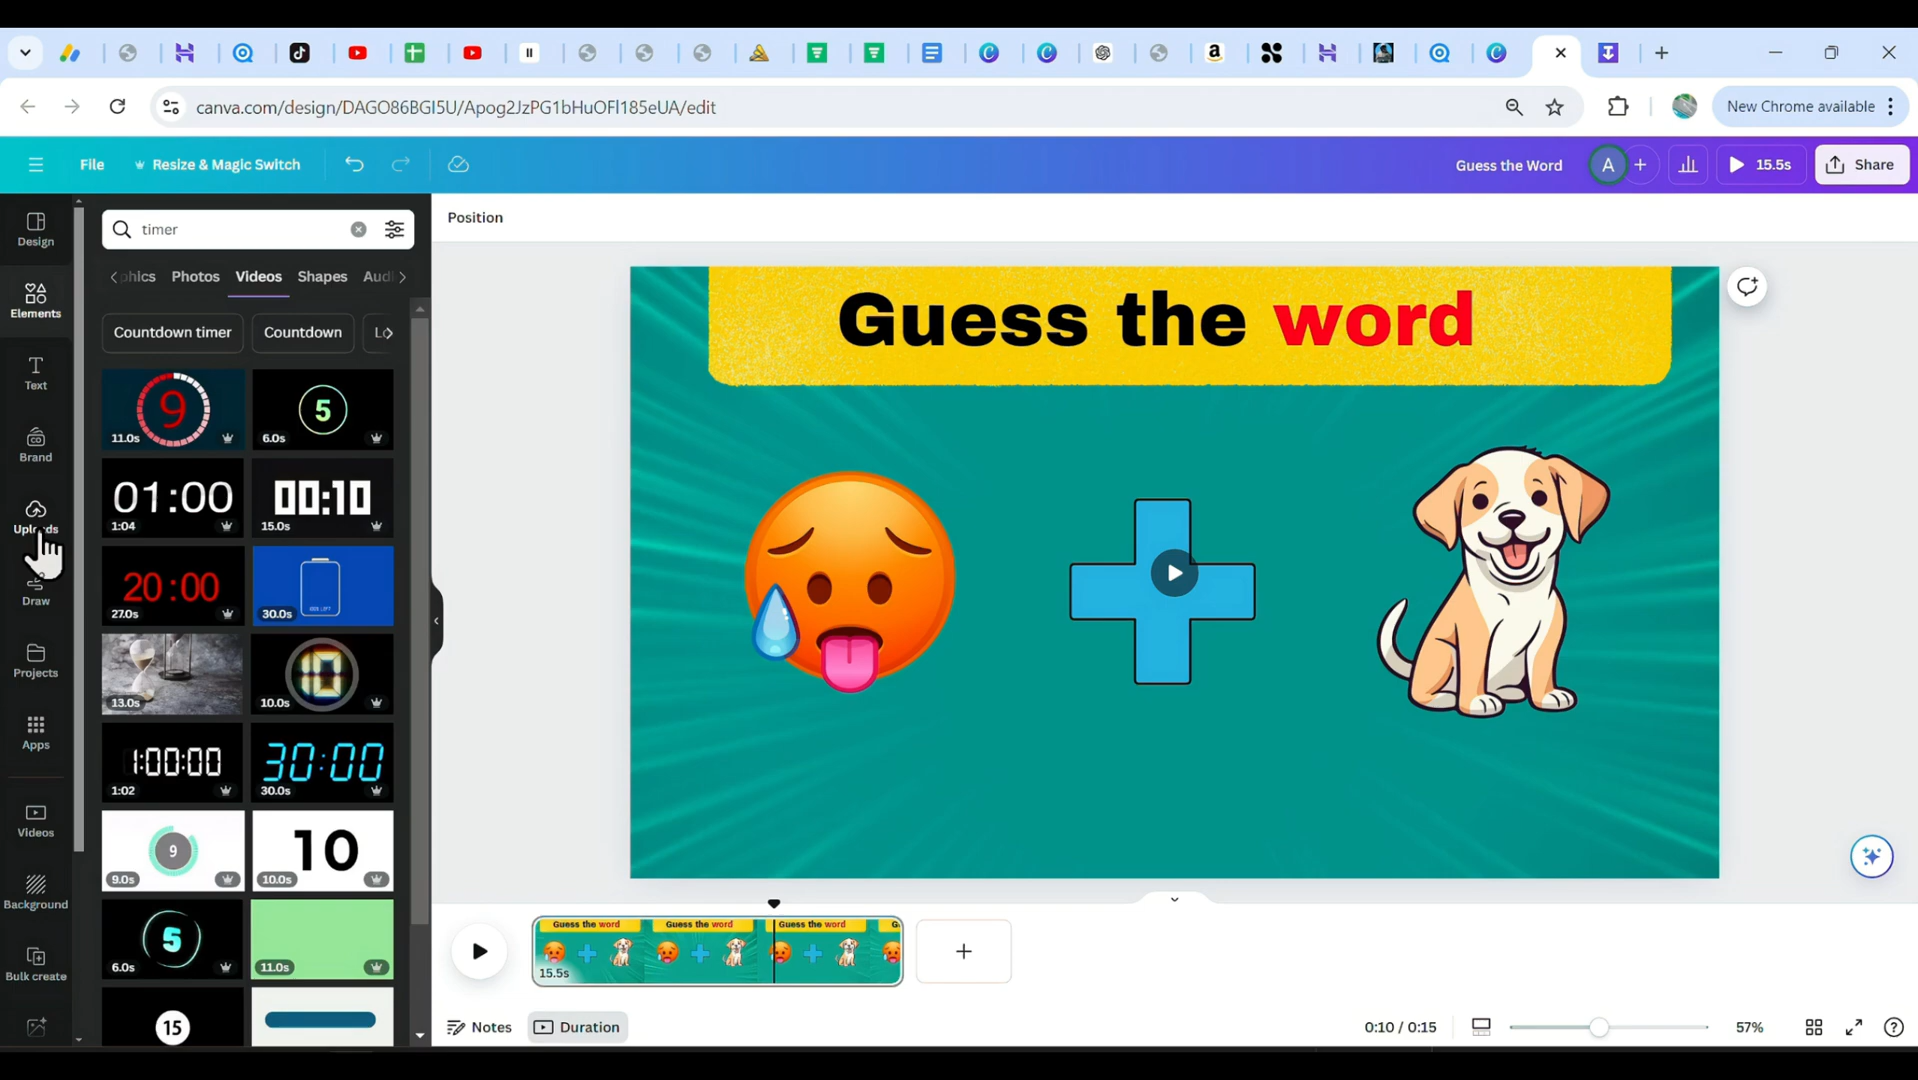 canva.com/design/DAGO86BGI5U/Apog2JzPG1bHuOFl185eUA/edit
New Chrome available
File
Resize & Magic Switch
Guess the Word
A
15.5s
Share
Design
Elements
Text
Brand
Uploads
Draw
Projects
Apps
Videos
Background
Bulk create
timer
phics
Photos
Videos
Shapes
Aud
Countdown timer
Countdown
Lo
9
11.0s
5
6.0s
01:00
1:04
00:10
15.0s
20:00
27.0s
30.0s
13.0s
10
10.0s
1:00:00
1:02
30:00
30.0s
9
9.0s
10
10.0s
5
6.0s
11.0s
15
Position
Guess the word
Guess the word
Guess the word
Guess the word
G
15.5s
Notes
Duration
0:10 / 0:15
57%